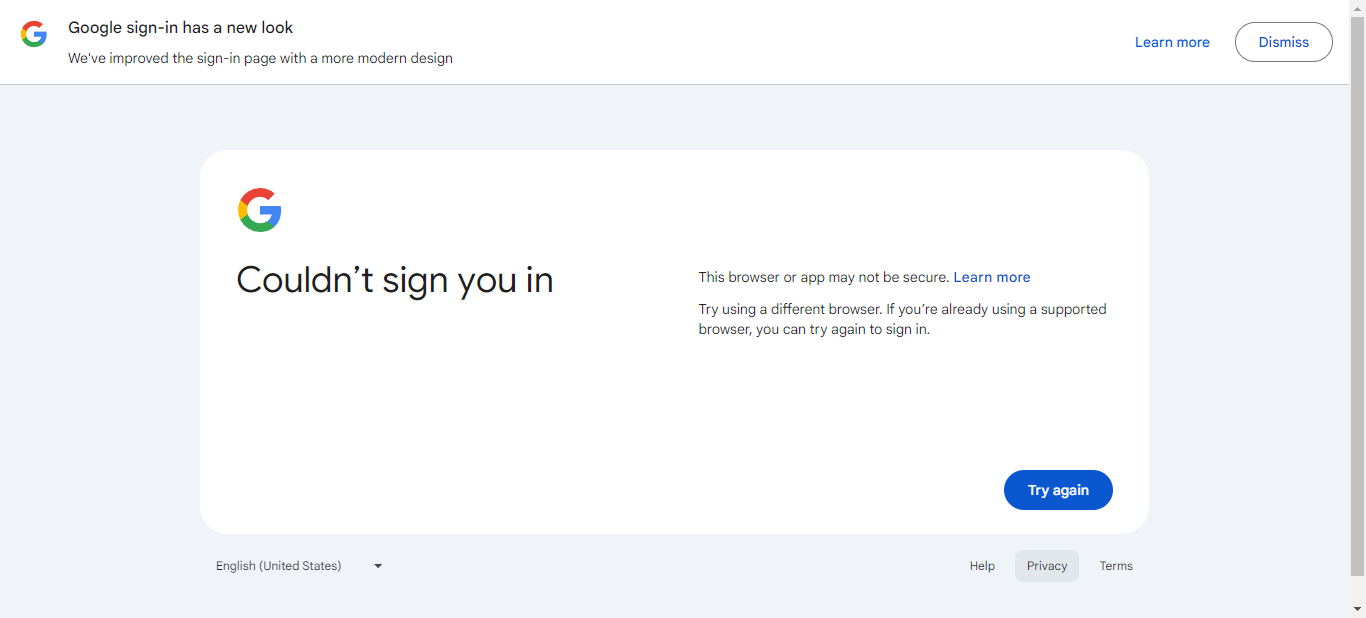 Google sign-in has a new look
We've improved the sign-in page with a more modern design
Learn more
Dismiss
Couldn’t sign you in
This browser or app may not be secure. Learn more
Try using a different browser. If you’re already using a supported
browser, you can try again to sign in.
Try again
English (United States)
Help
Privacy
Terms